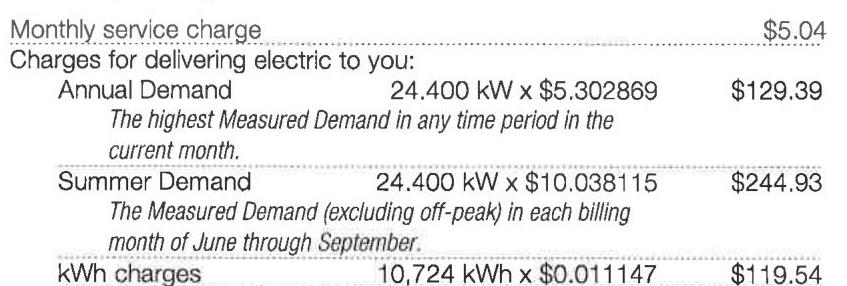 Monthly service charge $5.04
Charges for delivering electric to you:
Annual Demand 24.400 kW x $5.302869 $129.39
The highest Measured Demand in any time period in the
current month.
Summer Demand 24.400 kW x $10.038115 $244.93
The Measured Demand (excluding off-peak) in each billing
month of June through September.
kWh charges 10,724 kWh x $0.011147 $119.54